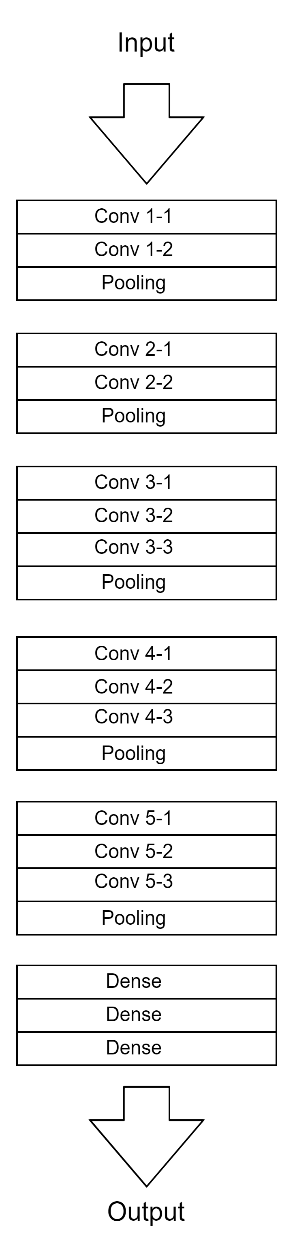 Input
Conv 1-1
Conv 1-2
Pooling
Conv 2-1
Conv 2-2
Pooling
Conv 3-1
Conv 3-2
Conv 3-3
Pooling
Conv 4-1
Conv 4-2
Conv 4-3
Pooling
Conv 5-1
Conv 5-2
Conv 5-3
Pooling
Dense
Dense
Dense
Output